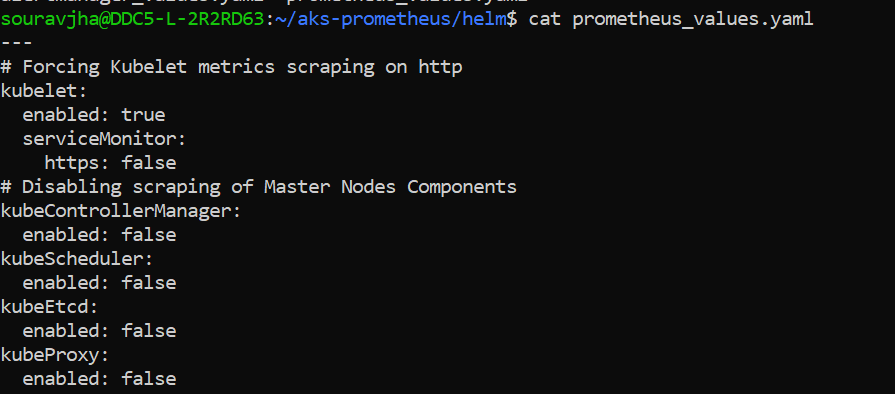 souravjha@DDC5-L-2R2RD63:~/aks-prometheus/helm$ cat prometheus_values.yaml
---
# Forcing Kubelet metrics scraping on http
kubelet:
  enabled: true
  serviceMonitor:
    https: false
# Disabling scraping of Master Nodes Components
kubeControllerManager:
  enabled: false
kubeScheduler:
  enabled: false
kubeEtcd:
  enabled: false
kubeProxy:
  enabled: false